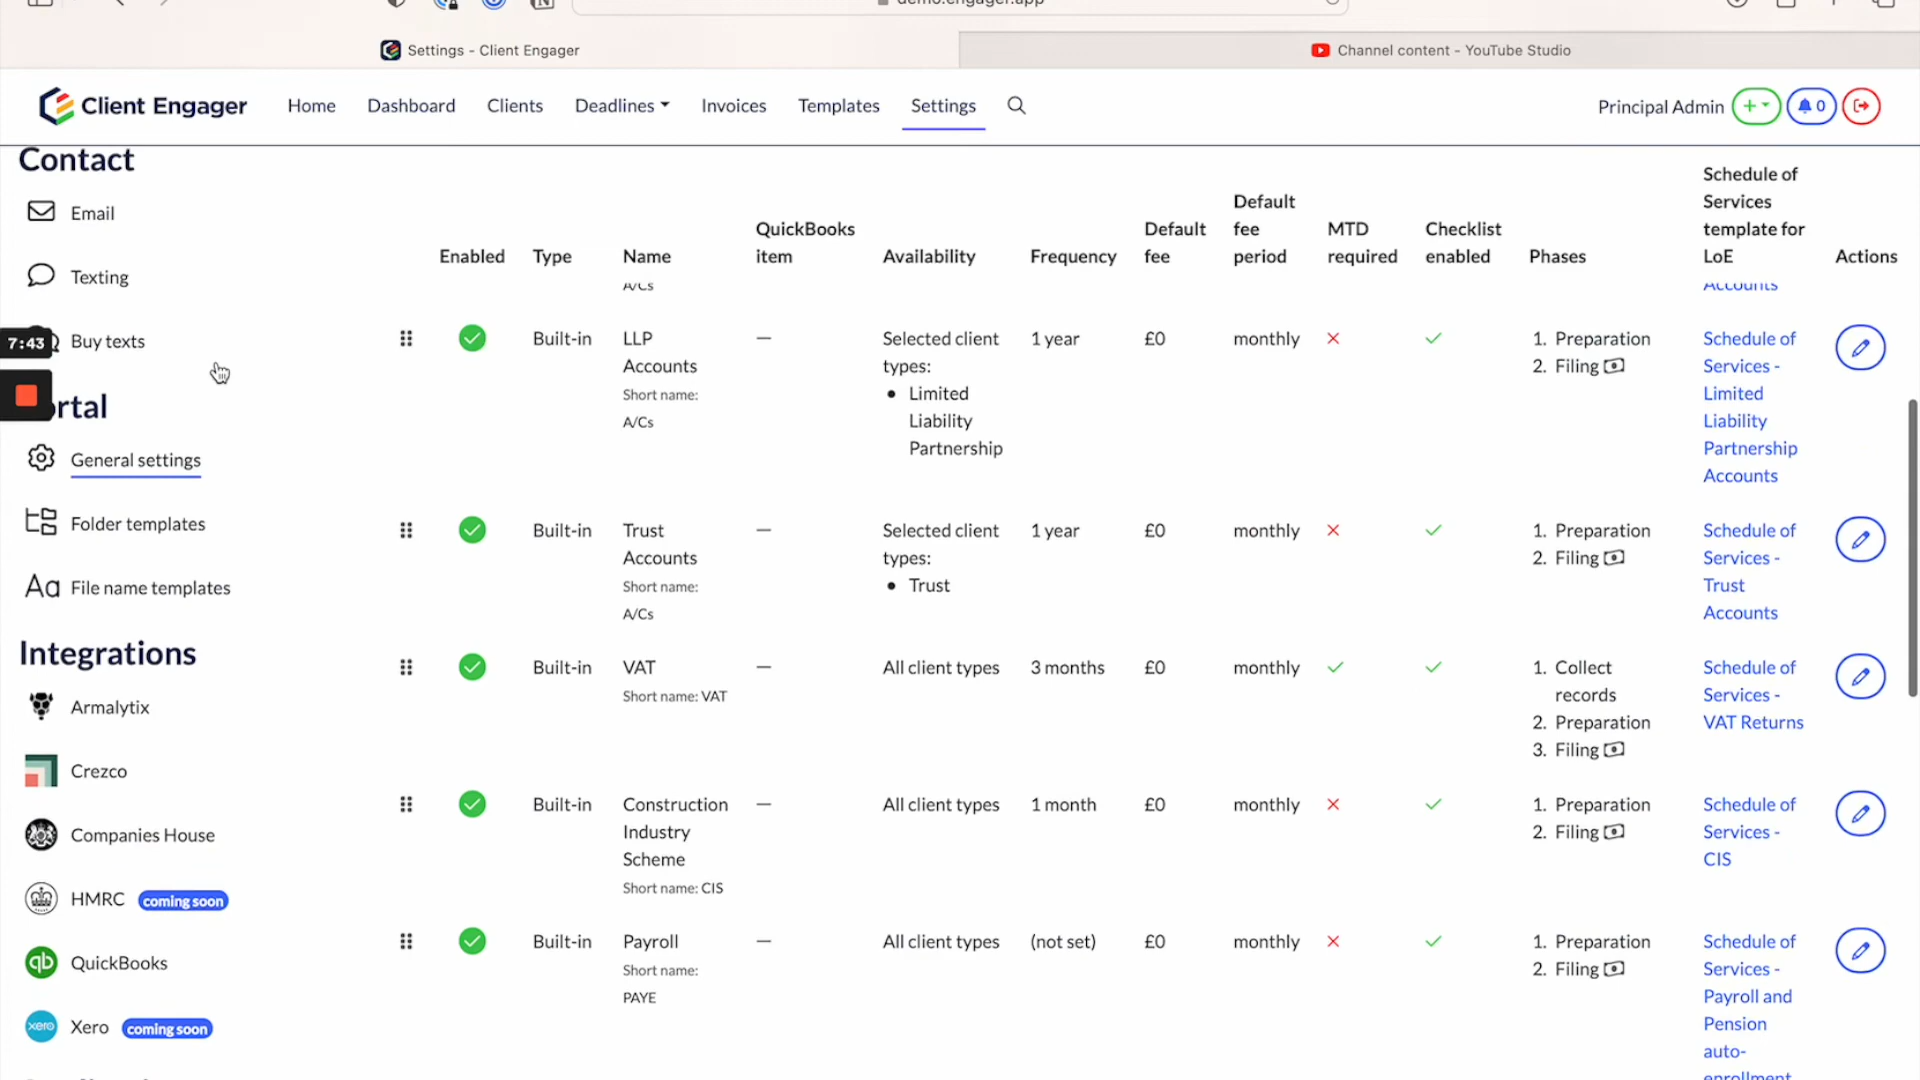 demo.engager.app
Settings - Client Engager
Channel content - YouTube Studio
Client Engager
Home
Dashboard
Clients
Deadlines
Invoices
Templates
Settings
Principal Admin
0
Contact
Email
Texting
Buy texts
7:43
rtal
General settings
Folder templates
Aa File name templates
Integrations
Armalytix
Crezco
Companies House
HMRC coming soon
qb QuickBooks
xero Xero coming soon
Enabled
Type
Name
QuickBooks
item
Availability
Frequency
Default
fee
Default
fee
period
MTD
required
Checklist
enabled
Phases
Schedule of
Services
template for
LoE
Actions
A/Cs
Accounts
Built-in
LLP
Accounts
Short name:
A/Cs
—
Selected client
types:
• Limited
Liability
Partnership
1 year
£0
monthly
1. Preparation
2. Filing
Schedule of
Services -
Limited
Liability
Partnership
Accounts
Built-in
Trust
Accounts
Short name:
A/Cs
—
Selected client
types:
• Trust
1 year
£0
monthly
1. Preparation
2. Filing
Schedule of
Services -
Trust
Accounts
Built-in
VAT
Short name: VAT
—
All client types
3 months
£0
monthly
1. Collect
records
2. Preparation
3. Filing
Schedule of
Services -
VAT Returns
Built-in
Construction
Industry
Scheme
Short name: CIS
—
All client types
1 month
£0
monthly
1. Preparation
2. Filing
Schedule of
Services -
CIS
Built-in
Payroll
Short name:
PAYE
—
All client types
(not set)
£0
monthly
1. Preparation
2. Filing
Schedule of
Services -
Payroll and
Pension
auto-
enrollment